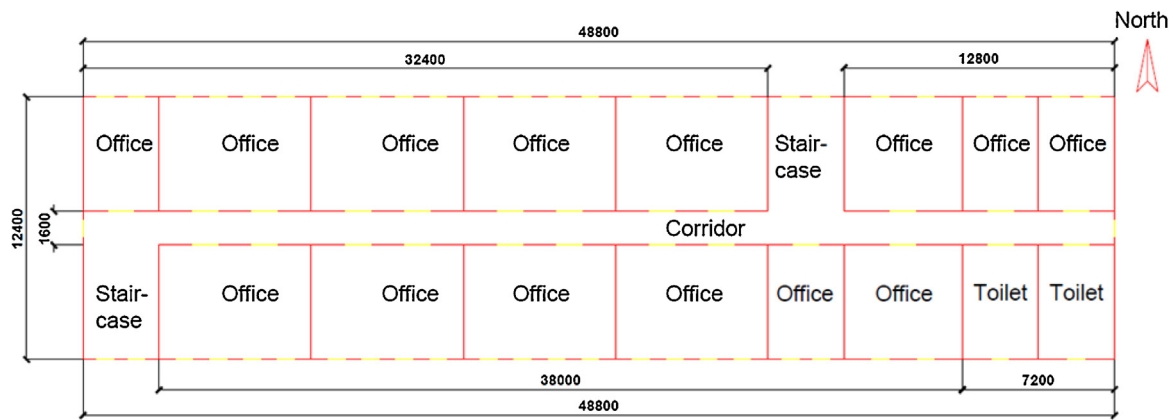 North
48800
32400
12800
Office Office Office Office Office Stair- Office Office Office
case
12400
1600
Corridor
Stair- Office Office Office Office Office Office Toilet Toilet
case
38000
7200
48800